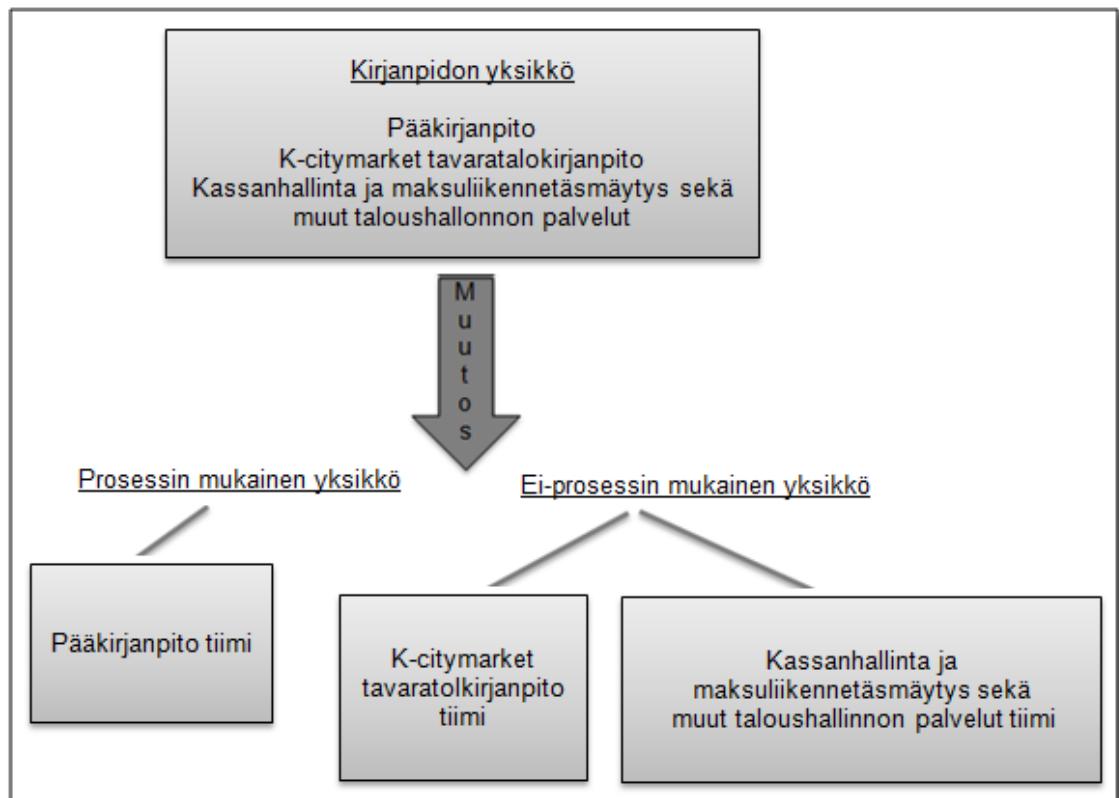 Kirjanpidon yksikkö
Pääkirjanpito
K-citymarket tavaratalokirjanpito
Kassanhallinta ja maksuliikennetäsmäytys sekä
muut taloushallonnon palvelut
Muutos
Prosessin mukainen yksikkö
Ei-prosessin mukainen yksikkö
Pääkirjanpito tiimi
K-citymarket
tavaratolkirjanpito
tiimi
Kassanhallinta ja
maksuliikennetäsmäytys sekä
muut taloushallinnon palvelut tiimi